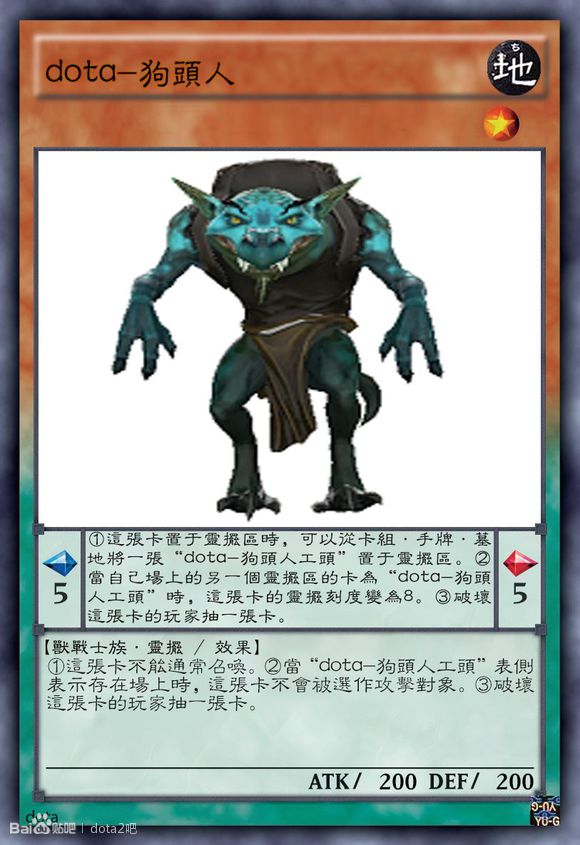 dota-狗頭人
ち
地
①這張卡置于靈擺區時，可以從卡組·手牌·墓
地將一張“dota-狗頭人工頭”置于靈擺區。②
當自己場上的另一個靈擺區的卡為“dota-狗頭
人工頭”時，這張卡的靈擺刻度變為8。③破壞
這張卡的玩家抽一張卡。
5
5
【獸戰士族·靈擺 / 效果】
①這張卡不能通常召喚。②當“dota-狗頭人工頭”表側
表示存在場上時，這張卡不會被選作攻擊對象。③破壞
這張卡的玩家抽一張卡。
ATK/ 200 DEF/ 200
dota
YU-G
YU-G
Bai 贴吧 | dota2吧